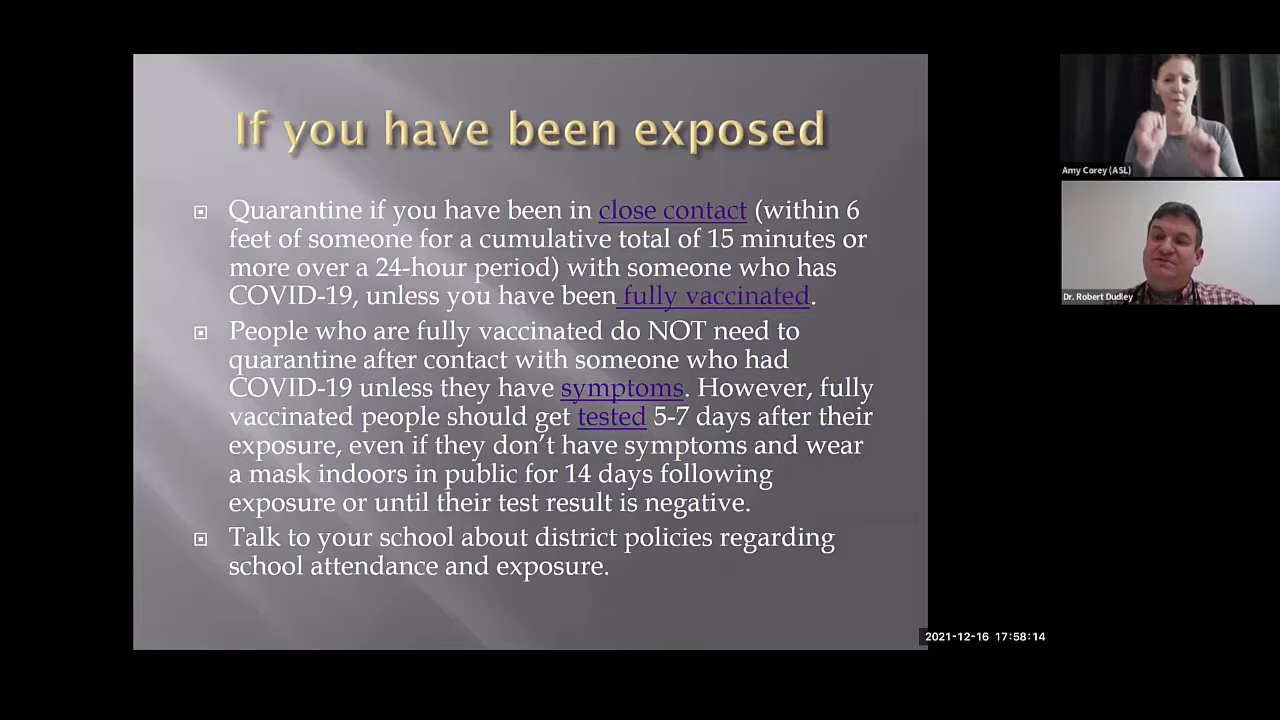 If you have been exposed
Quarantine if you have been in close contact (within 6
feet of someone for a cumulative total of 15 minutes or
more over a 24-hour period) with someone who has
COVID-19, unless you have been fully vaccinated.
People who are fully vaccinated do NOT need to
quarantine after contact with someone who had
COVID-19 unless they have symptoms. However, fully
vaccinated people should get tested 5-7 days after their
exposure, even if they don’t have symptoms and wear
a mask indoors in public for 14 days following
exposure or until their test result is negative.
Talk to your school about district policies regarding
school attendance and exposure.
Amy Corey (ASL)
Dr. Robert Dudley
2021-12-16 17:58:14